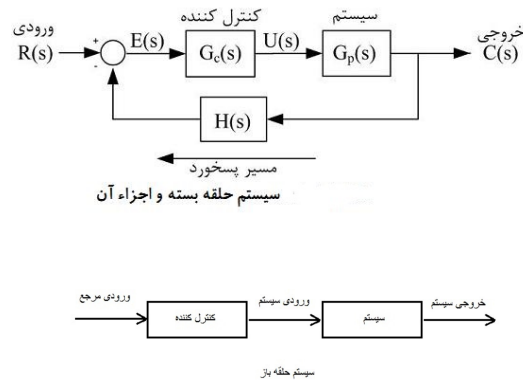 ورودی
کنترل کننده
سیستم
خروجی
R(s)
+
-
E(s)
G_c(s)
U(s)
G_p(s)
C(s)
H(s)
مسیر پسخورد
سیستم حلقه بسته و اجزاء آن
ورودی مرجع
کنترل کننده
ورودی سیستم
سیستم
خروجی سیستم
سیستم حلقه باز